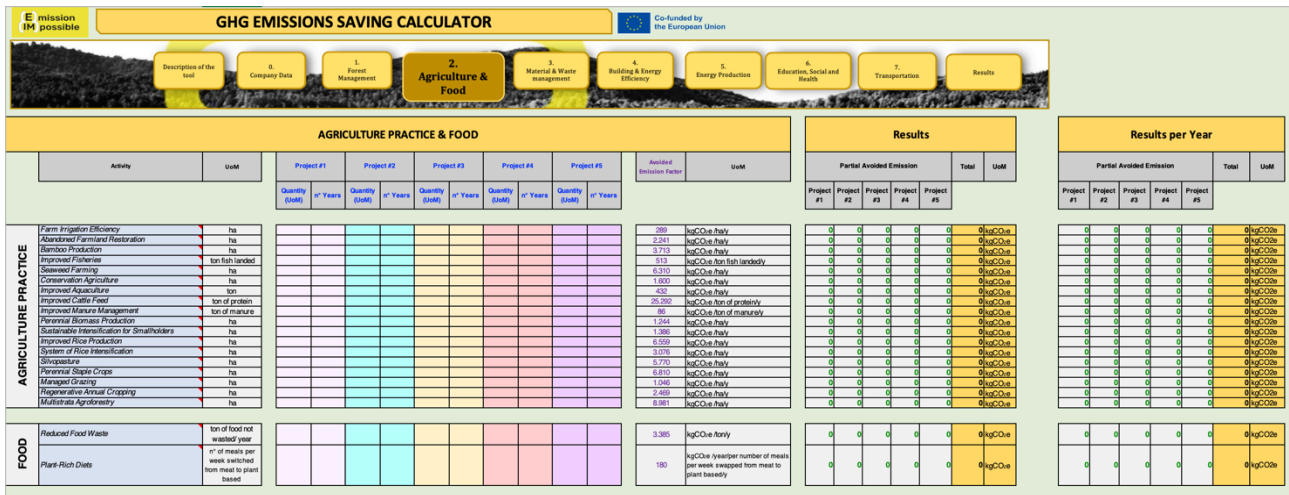 E mission
IM possible
GHG EMISSIONS SAVING CALCULATOR
Co-funded by
the European Union
Description of the
tool
0.
Company Data
1.
Forest
Management
2.
Agriculture &
Food
3.
Material & Waste
management
4.
Building & Energy
Efficiency
5.
Energy Production
6.
Education, Social and
Health
7.
Transportation
Results
AGRICULTURE PRACTICE & FOOD
Results
Results per Year
Activity UoM Project #1 Project #2 Project #3 Project #4 Project #5 Avoided Emission Factor UoM Partial Avoided Emission Total UoM Partial Avoided Emission Total UoM
Quantity (UoM) n° Years Quantity (UoM) n° Years Quantity (UoM) n° Years Quantity (UoM) n° Years Quantity (UoM) n° Years Project #1 Project #2 Project #3 Project #4 Project #5 Project #1 Project #2 Project #3 Project #4 Project #5
AGRICULTURE PRACTICE
Farm Irrigation Efficiency ha 289 kgCO₂e /ha/y 0 0 0 0 0 0 kgCO₂e 0 0 0 0 0 0 kgCO2e
Abandoned Farmland Restoration ha 2.241 kgCO₂e /ha/y 0 0 0 0 0 0 kgCO₂e 0 0 0 0 0 0 kgCO2e
Bamboo Production ha 3.713 kgCO₂e /ha/y 0 0 0 0 0 0 kgCO₂e 0 0 0 0 0 0 kgCO2e
Improved Fisheries ton fish landed 513 kgCO₂e /ton fish landed/y 0 0 0 0 0 0 kgCO₂e 0 0 0 0 0 0 kgCO2e
Seaweed Farming ha 6.310 kgCO₂e /ha/y 0 0 0 0 0 0 kgCO₂e 0 0 0 0 0 0 kgCO2e
Conservation Agriculture ha 1.600 kgCO₂e /ha/y 0 0 0 0 0 0 kgCO₂e 0 0 0 0 0 0 kgCO2e
Improved Aquaculture ton 432 kgCO₂e /ha/y 0 0 0 0 0 0 kgCO₂e 0 0 0 0 0 0 kgCO2e
Improved Cattle Feed ton of protein 25.292 kgCO₂e /ton of protein/y 0 0 0 0 0 0 kgCO₂e 0 0 0 0 0 0 kgCO2e
Improved Manure Management ton of manure 86 kgCO₂e /ton of manure/y 0 0 0 0 0 0 kgCO₂e 0 0 0 0 0 0 kgCO2e
Perennial Biomass Production ha 1.244 kgCO₂e /ha/y 0 0 0 0 0 0 kgCO₂e 0 0 0 0 0 0 kgCO2e
Sustainable Intensification for Smallholders ha 1.386 kgCO₂e /ha/y 0 0 0 0 0 0 kgCO₂e 0 0 0 0 0 0 kgCO2e
Improved Rice Production ha 6.559 kgCO₂e /ha/y 0 0 0 0 0 0 kgCO₂e 0 0 0 0 0 0 kgCO2e
System of Rice Intensification ha 3.076 kgCO₂e /ha/y 0 0 0 0 0 0 kgCO₂e 0 0 0 0 0 0 kgCO2e
Silvopasture ha 5.770 kgCO₂e /ha/y 0 0 0 0 0 0 kgCO₂e 0 0 0 0 0 0 kgCO2e
Perennial Staple Crops ha 6.810 kgCO₂e /ha/y 0 0 0 0 0 0 kgCO₂e 0 0 0 0 0 0 kgCO2e
Managed Grazing ha 1.046 kgCO₂e /ha/y 0 0 0 0 0 0 kgCO₂e 0 0 0 0 0 0 kgCO2e
Regenerative Annual Cropping ha 2.469 kgCO₂e /ha/y 0 0 0 0 0 0 kgCO₂e 0 0 0 0 0 0 kgCO2e
Multistrata Agroforestry ha 8.981 kgCO₂e /ha/y 0 0 0 0 0 0 kgCO₂e 0 0 0 0 0 0 kgCO2e
FOOD
Reduced Food Waste ton of food not wasted/ year 3.385 kgCO₂e /ton/y 0 0 0 0 0 0 kgCO₂e 0 0 0 0 0 0 kgCO2e
Plant-Rich Diets n° of meals per week switched from meat to plant based 180 kgCO₂e /year/per number of meals per week swapped from meat to plant based/y 0 0 0 0 0 0 kgCO₂e 0 0 0 0 0 0 kgCO2e